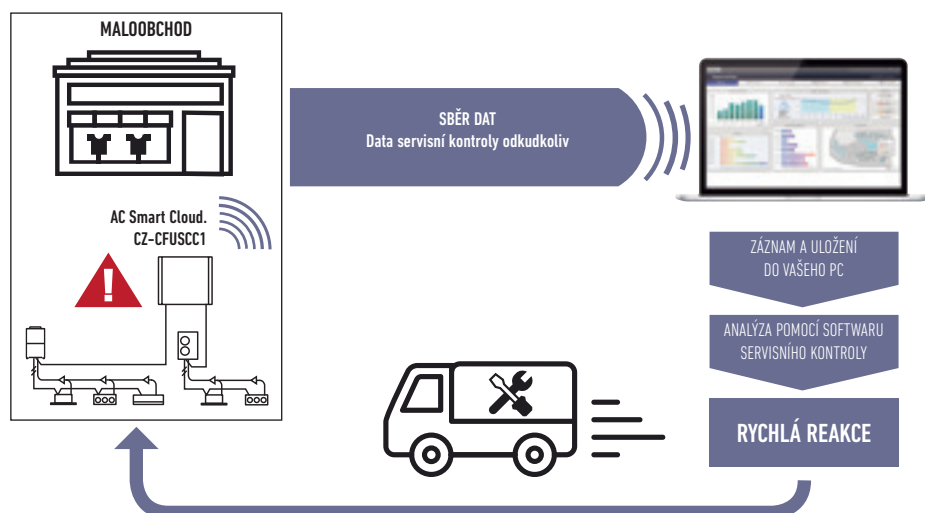 MALOOBCHOD
SBĚR DAT
Data servisní kontroly odkudkoliv
AC Smart Cloud.
CZ-CFUSCC1
ZÁZNAM A ULOŽENÍ
DO VAŠEHO PC
ANALÝZA POMOCÍ SOFTWARU
SERVISNÍHO KONTROLY
RYCHLÁ REAKCE